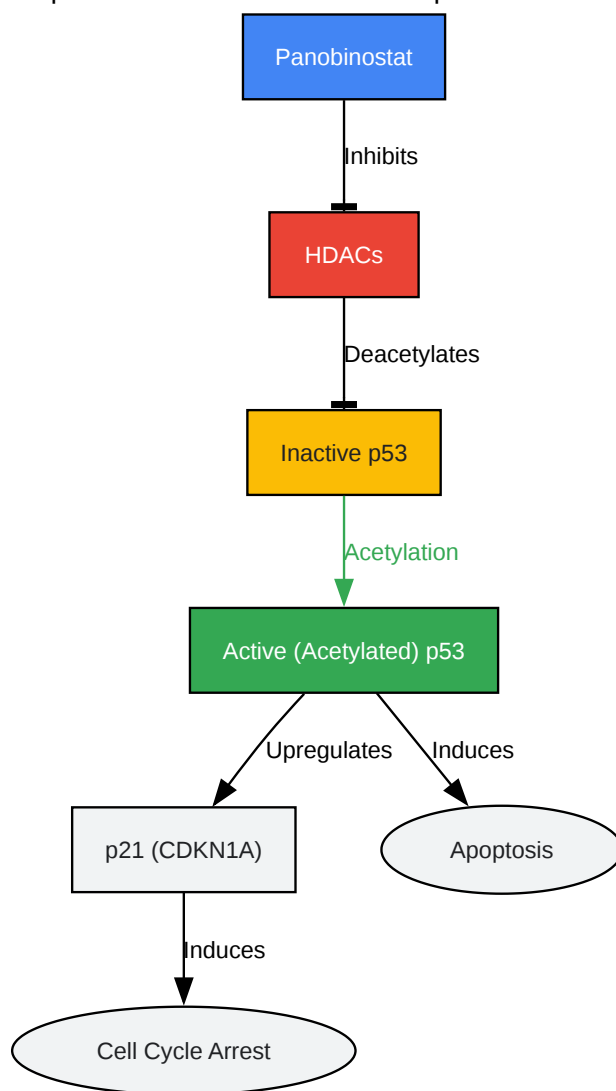 Panobinostat
Inhibits
HDACs
Deacetylates
Inactive p53
Acetylation
Active (Acetylated) p53
Upregulates
Induces
p21 (CDKN1A)
Apoptosis
Induces
Cell Cycle Arrest